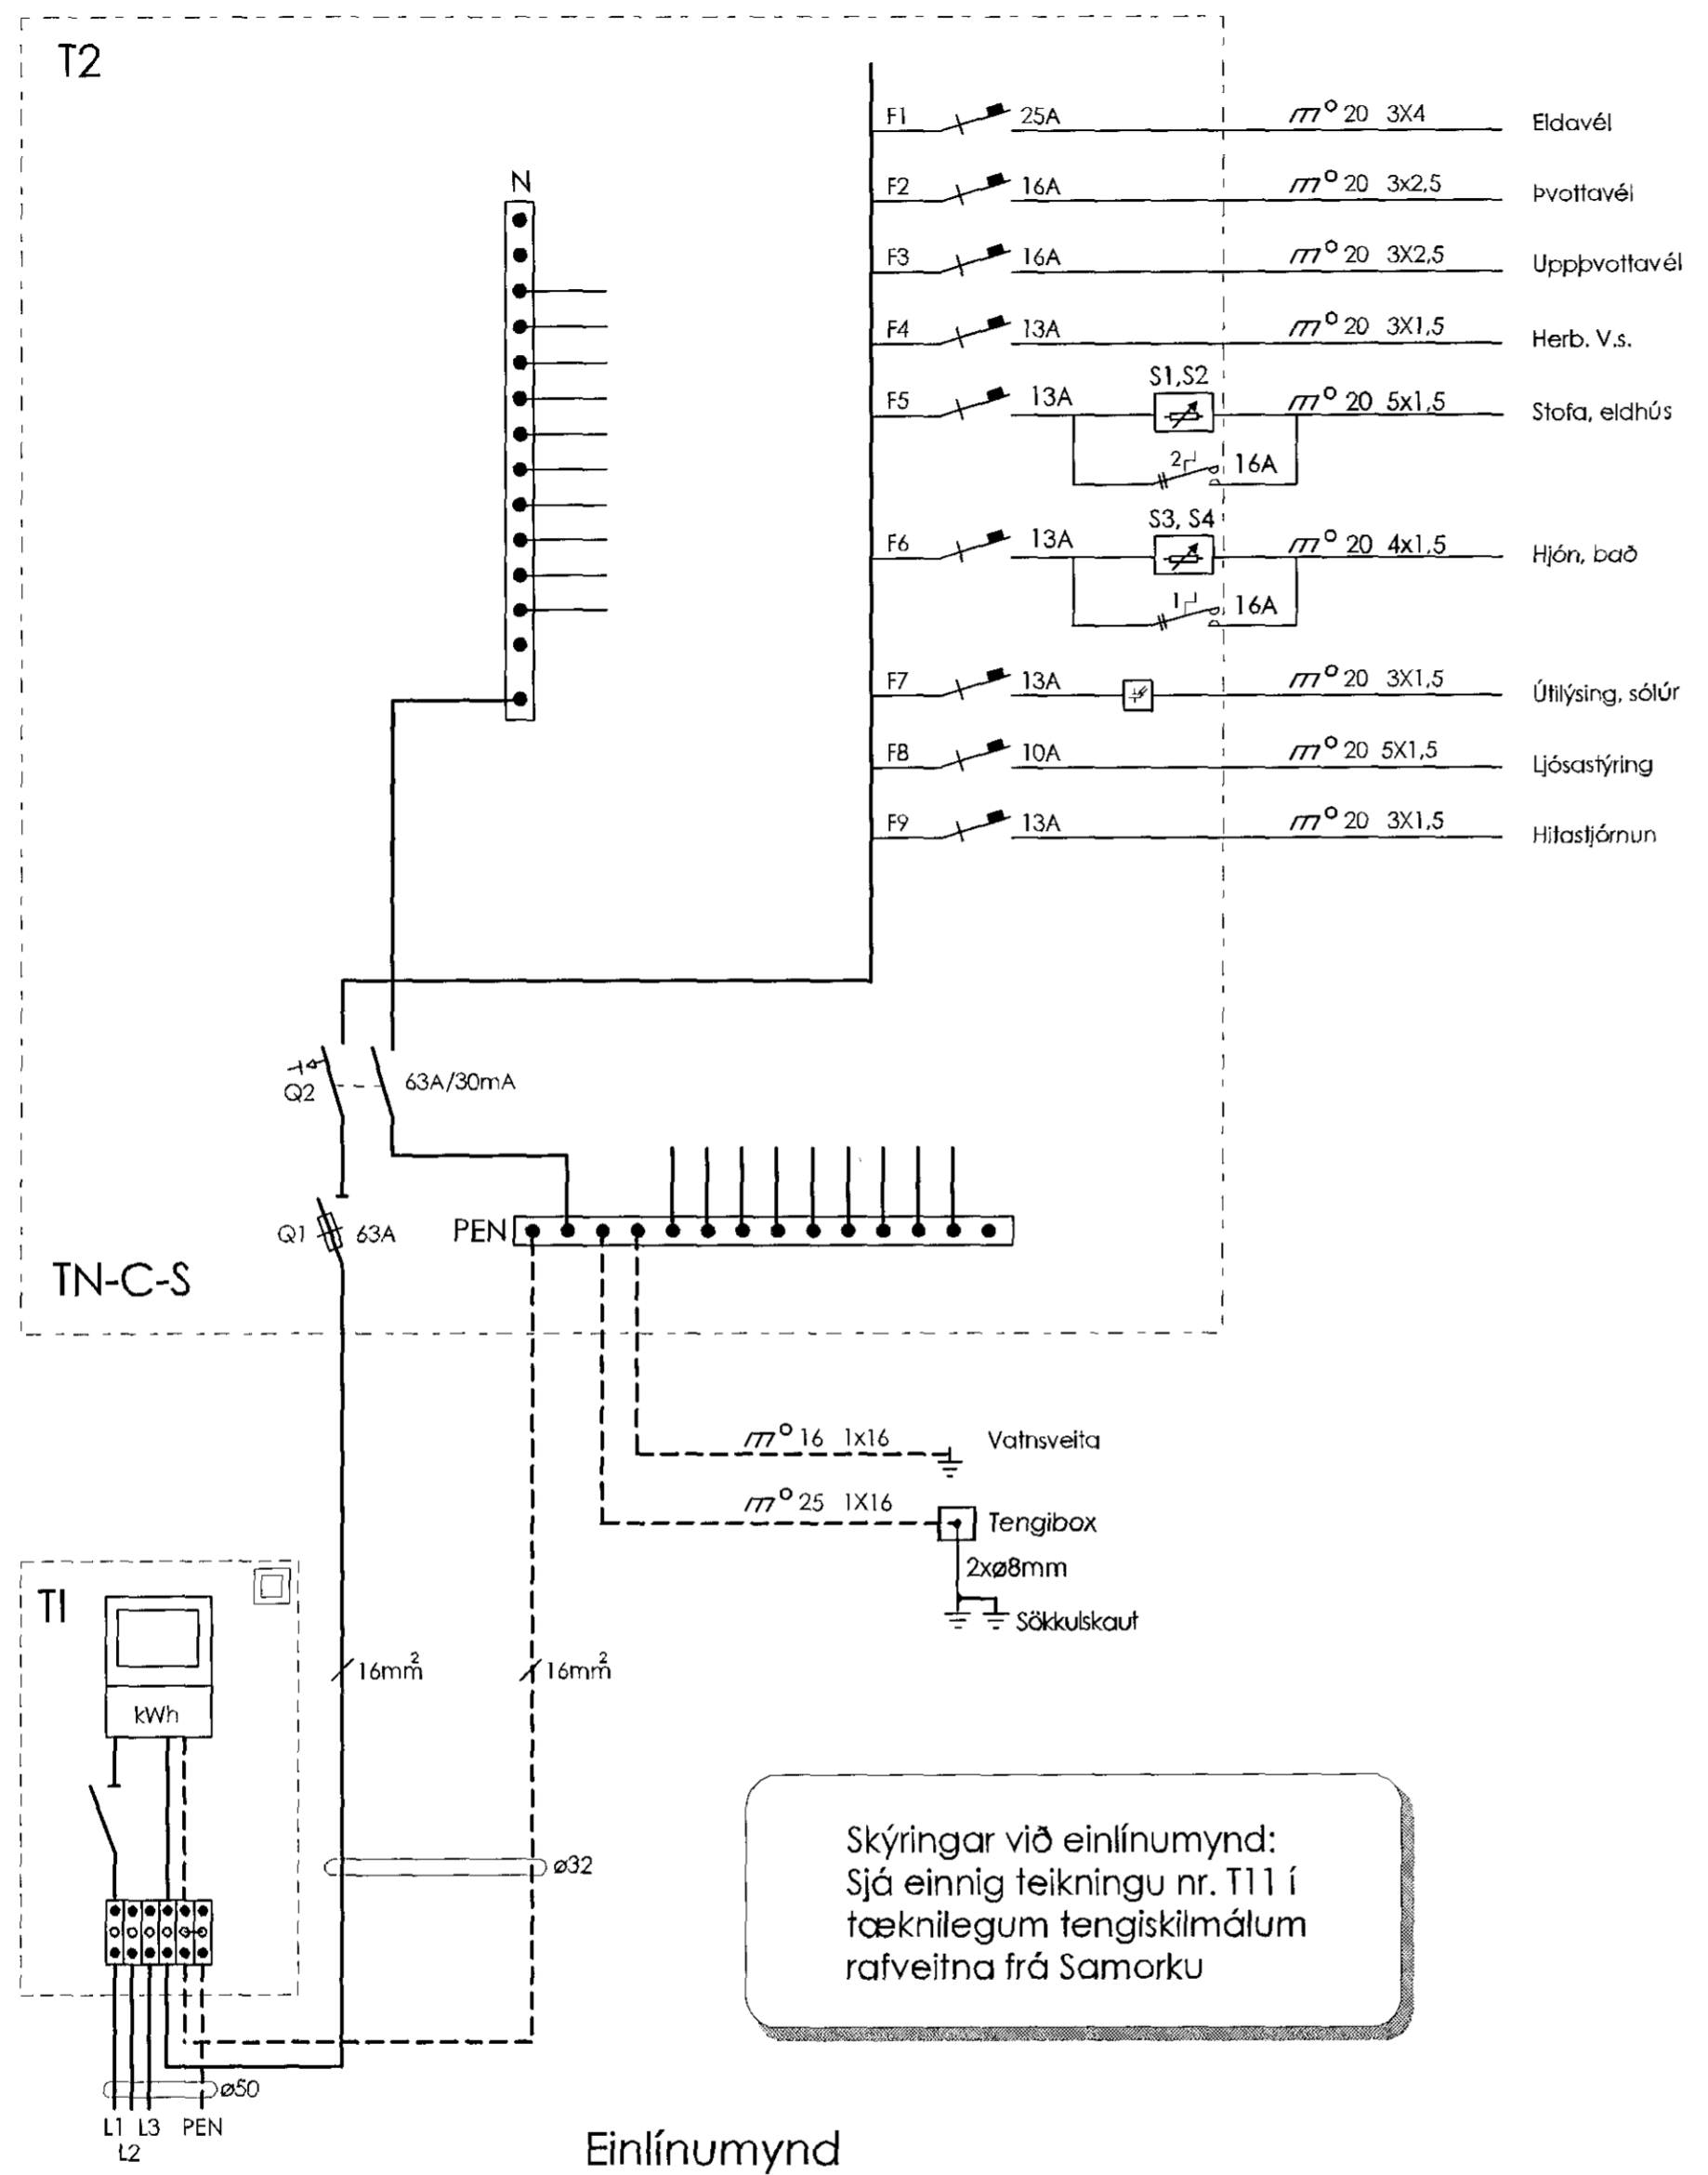 T2
F1 25A 20 3X4 Eldavél
N
F2 16A 20 3x2,5 Þvottavél
F3 16A 20 3X2,5 Uppþvottavél
F4 13A 20 3X1,5 Herb. V.s.
S1,S2
F5 13A 20 5x1,5 Stofa, eldhús
2 16A
S3, S4
F6 13A 20 4x1,5 Hjón, bað
1 16A
F7 13A 20 3X1,5 Útilýsing, sólúr
F8 10A 20 5X1,5 Ljósastýring
F9 13A 20 3X1,5 Hitastjórnun
Q2 63A/30mA
Q1 63A PEN
TN-C-S
16 1x16 Vatnsveita
25 1X16 Tengibox
2xø8mm
Sökkulskaut
T1
16mm² 16mm²
kWh
ø32
Skýringar við einlínumynd:
Sjá einnig teikningu nr. T11 í
tæknilegum tengiskilmálum
rafveitna frá Samorku
ø50
L1 L3 PEN
L2
Einlínumynd